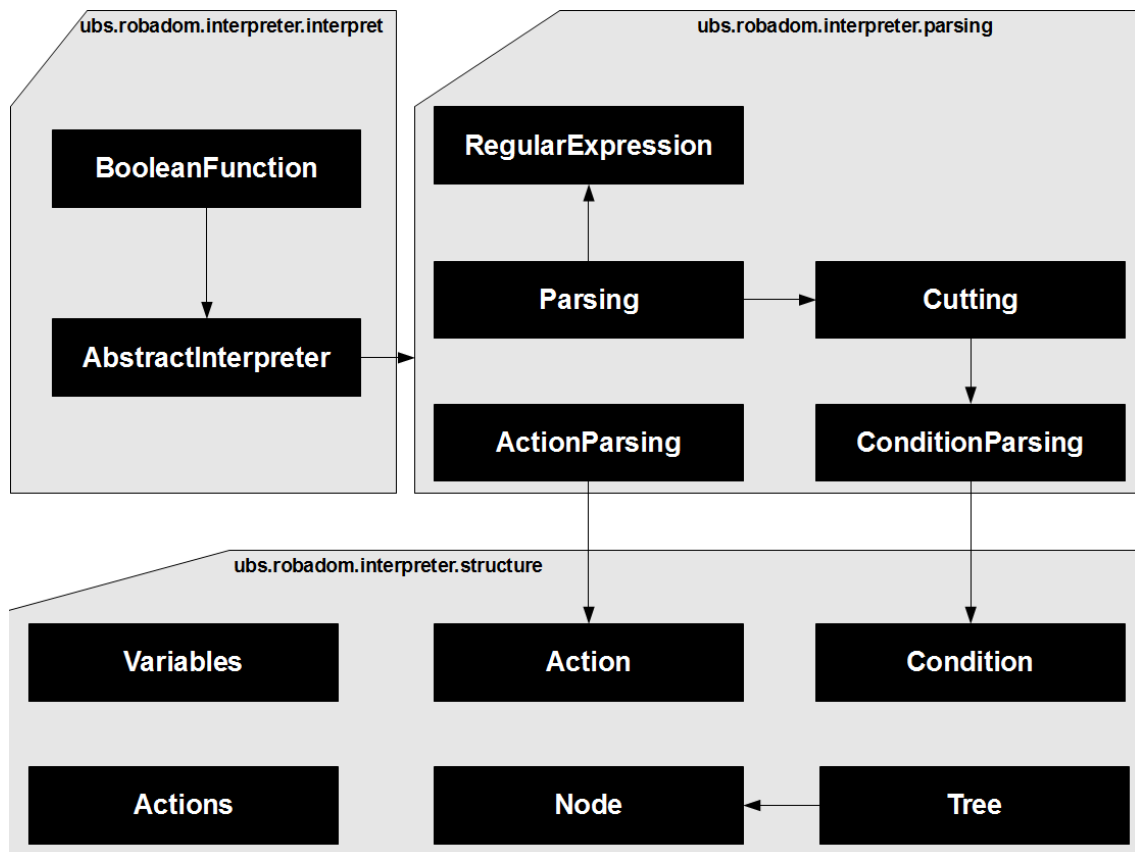 ubs.robadom.interpreter.interpret
BooleanFunction
AbstractInterpreter
ubs.robadom.interpreter.parsing
RegularExpression
Parsing
Cutting
ActionParsing
ConditionParsing
ubs.robadom.interpreter.structure
Variables
Action
Condition
Actions
Node
Tree